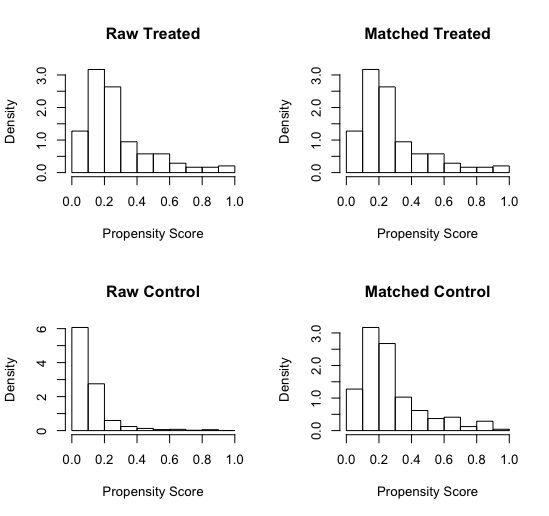 Raw Treated
Density
0.0 1.0 2.0 3.0
0.0 0.2 0.4 0.6 0.8 1.0
Propensity Score
Matched Treated
Density
0.0 1.0 2.0 3.0
0.0 0.2 0.4 0.6 0.8 1.0
Propensity Score
Raw Control
Density
0 2 4 6
0.0 0.2 0.4 0.6 0.8 1.0
Propensity Score
Matched Control
Density
0.0 1.0 2.0 3.0
0.0 0.2 0.4 0.6 0.8 1.0
Propensity Score